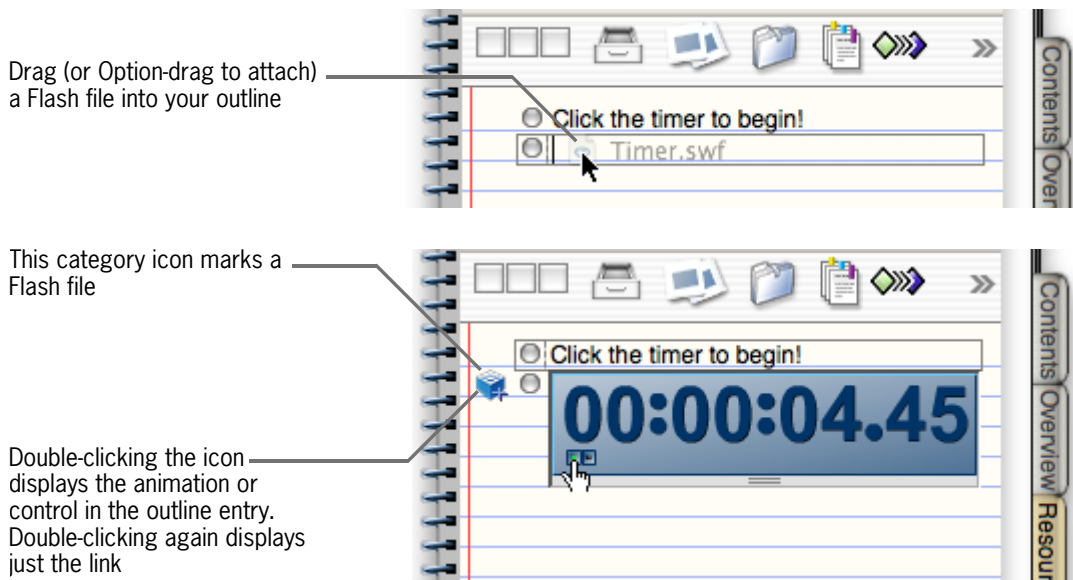 Drag (or Option-drag to attach)
a Flash file into your outline
Click the timer to begin!
Timer.swf
Contents
Over
This category icon marks a
Flash file
Click the timer to begin!
00:00:04.45
Double-clicking the icon
displays the animation or
control in the outline entry.
Double-clicking again displays
just the link
Contents
Overview
Resour